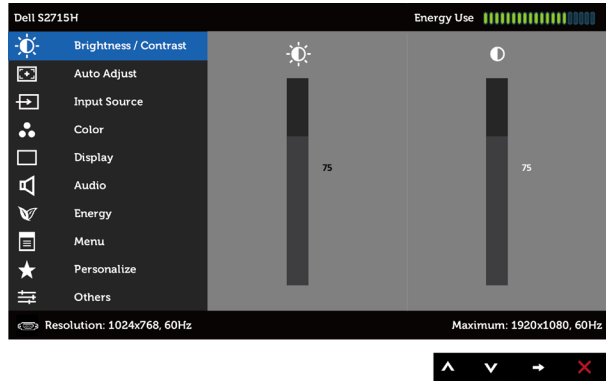 Dell S2715H
Energy Use
Brightness / Contrast
Auto Adjust
Input Source
Color
Display
Audio
Energy
Menu
Personalize
Others
75
75
Resolution: 1024x768, 60Hz
Maximum: 1920x1080, 60Hz